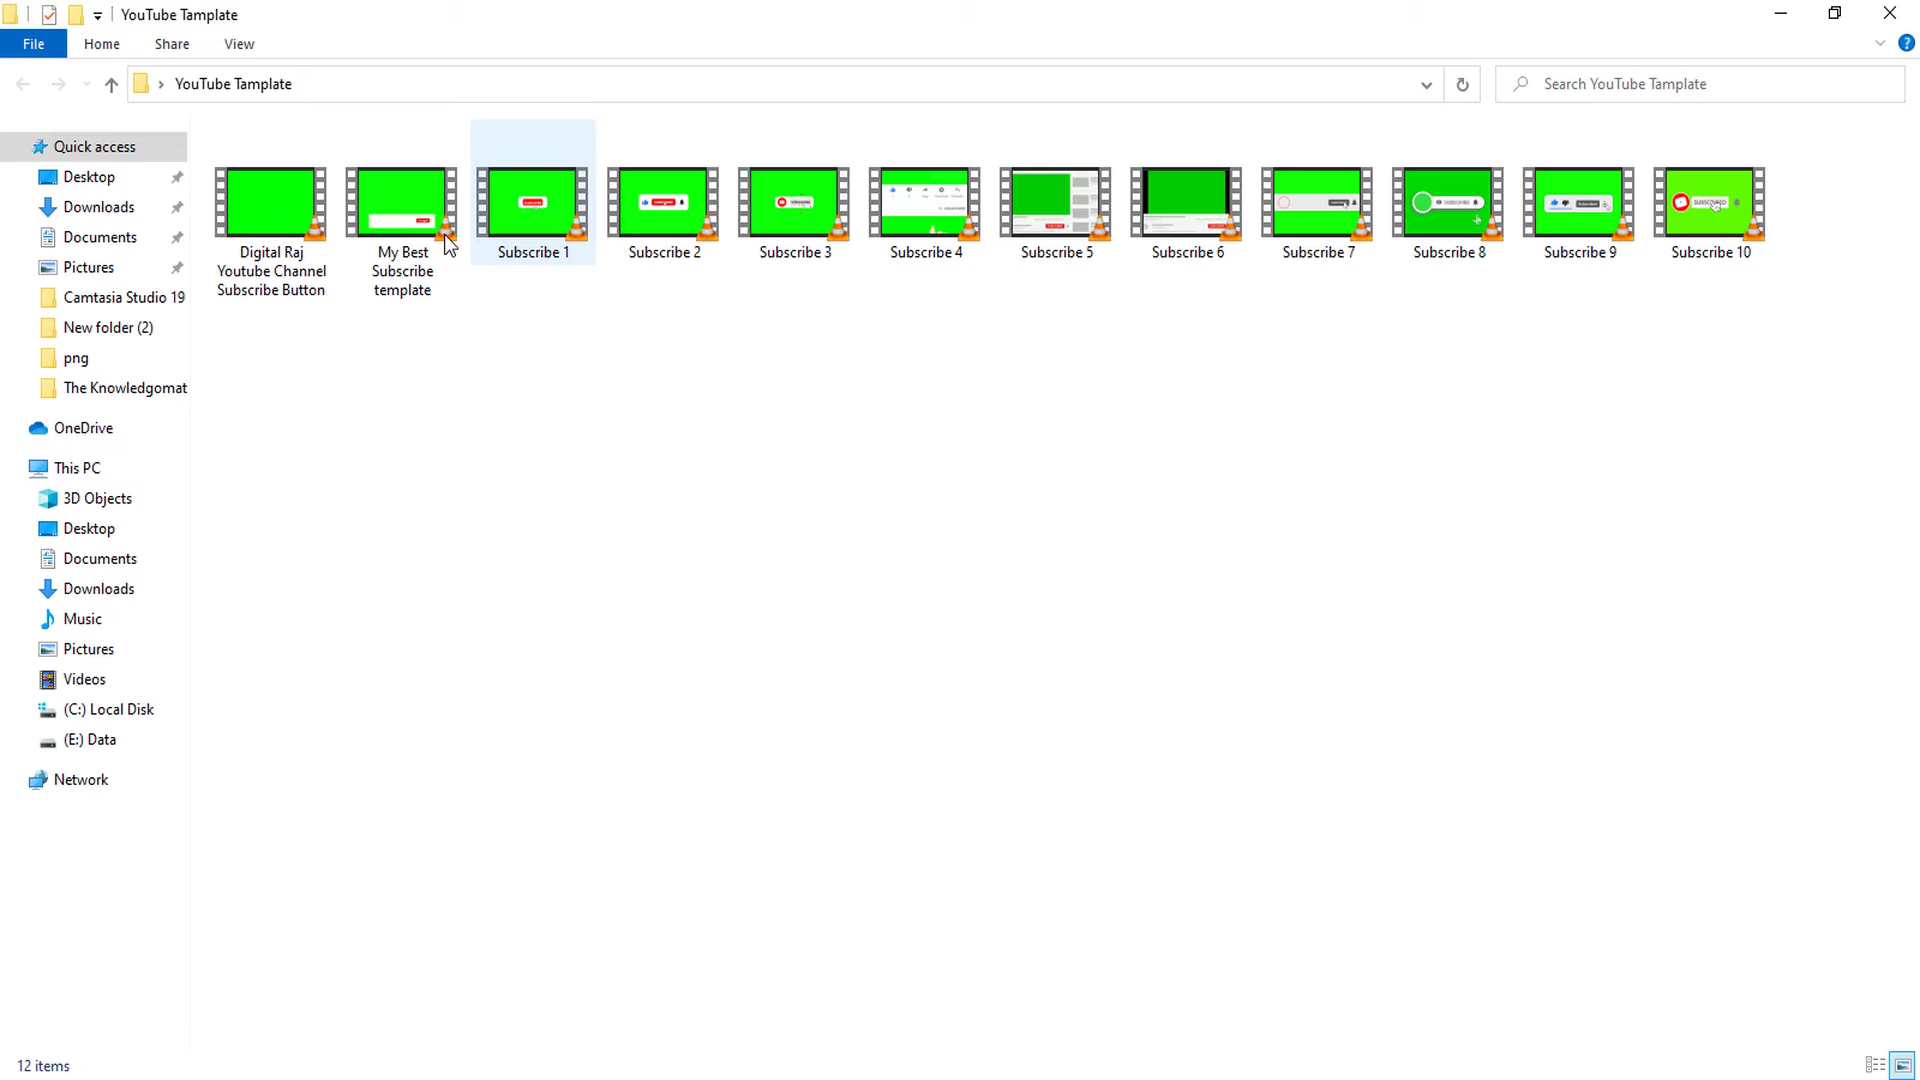 YouTube Tamplate
File
Home
Share
View
YouTube Tamplate
Search YouTube Tamplate
Quick access
Desktop
Downloads
Documents
Pictures
Camtasia Studio 19
New folder (2)
png
The Knowledgomat
OneDrive
This PC
3D Objects
Desktop
Documents
Downloads
Music
Pictures
Videos
(C:) Local Disk
(E:) Data
Network
Digital Raj
Youtube Channel
Subscribe Button
My Best
Subscribe
template
Subscribe 1
Subscribe 2
Subscribe 3
Subscribe 4
Subscribe 5
Subscribe 6
Subscribe 7
Subscribe 8
Subscribe 9
Subscribe 10
12 items